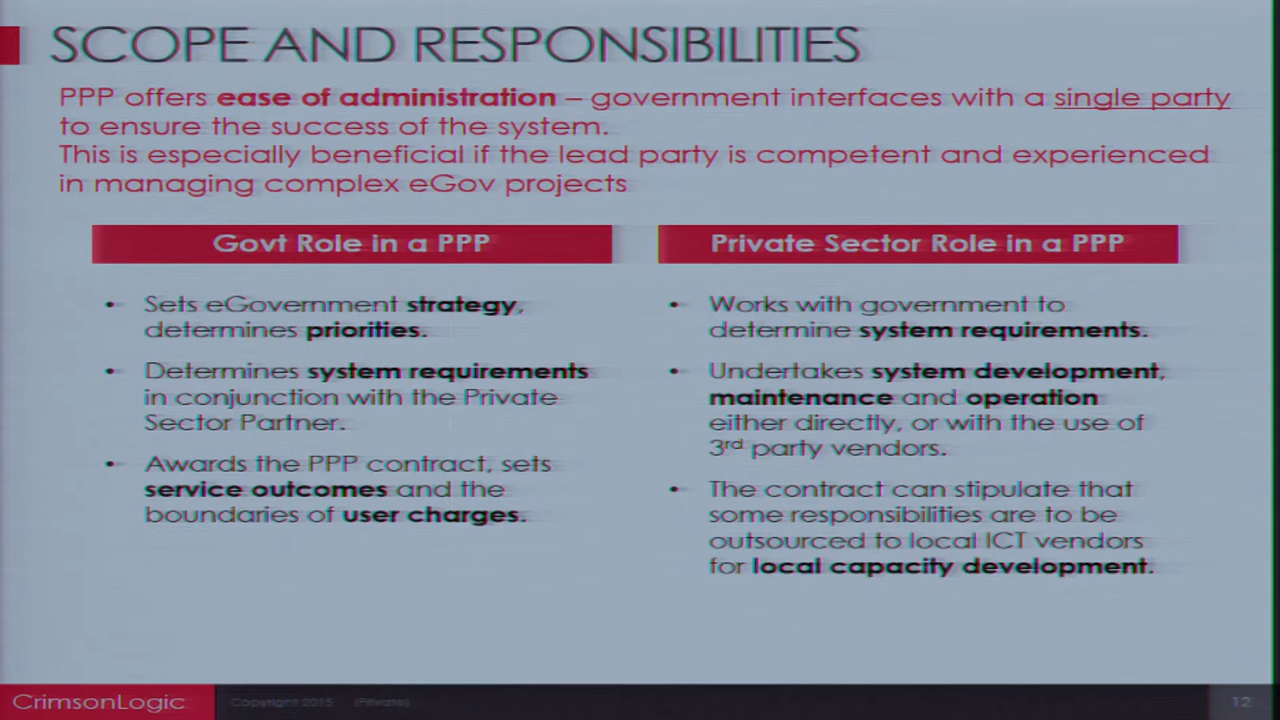 SCOPE AND RESPONSIBILITIES
PPP offers ease of administration – government interfaces with a single party
to ensure the success of the system.
This is especially beneficial if the lead party is competent and experienced
in managing complex eGov projects
Govt Role in a PPP
• Sets eGovernment strategy,
determines priorities.
• Determines system requirements
in conjunction with the Private
Sector Partner.
• Awards the PPP contract, sets
service outcomes and the
boundaries of user charges.
Private Sector Role in a PPP
• Works with government to
determine system requirements.
• Undertakes system development,
maintenance and operation
either directly, or with the use of
3rd party vendors.
• The contract can stipulate that
some responsibilities are to be
outsourced to local ICT vendors
for local capacity development.
CrimsonLogic
Copyright 2015 (Private)
12